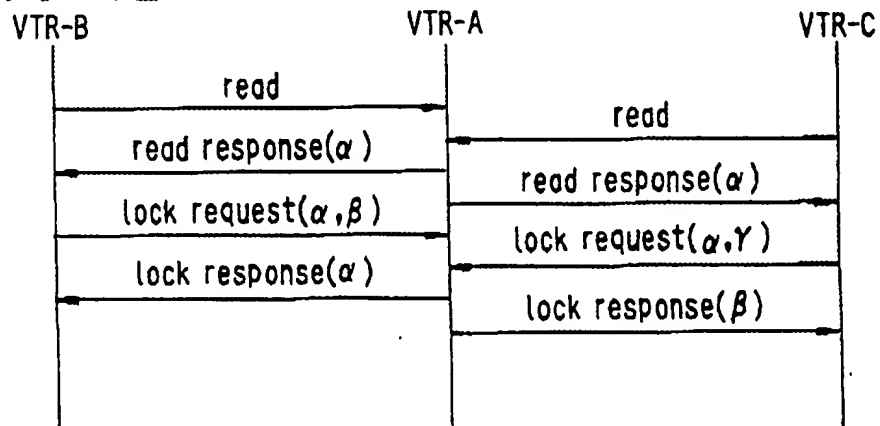 VTR-B VTR-A VTR-C
read
read
read response(α)
read response(α)
lock request(α,β)
lock request(α,γ)
lock response(α)
lock response(β)